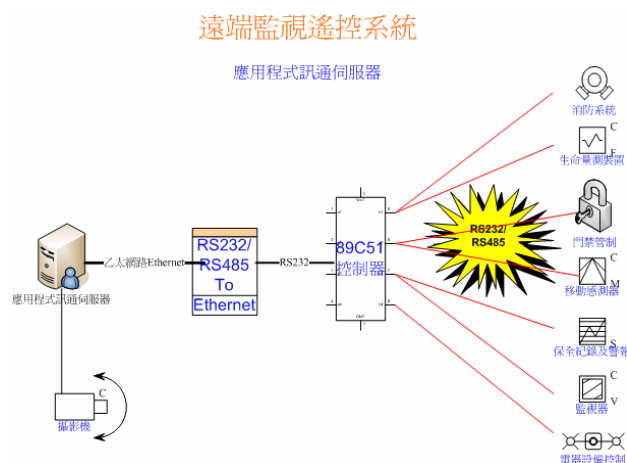 遠端監視遙控系統
應用程式訊通伺服器
消防系統
C
F
生命量測裝置
門禁管制
RS232/
RS485
89C51
控制器
RS232/
RS485
To
Ethernet
乙太網路Ethernet
RS232
C
M
移動感測器
應用程式訊通伺服器
S
保全紀錄及警報
C
V
監視器
C
攝影機
電器設備控制